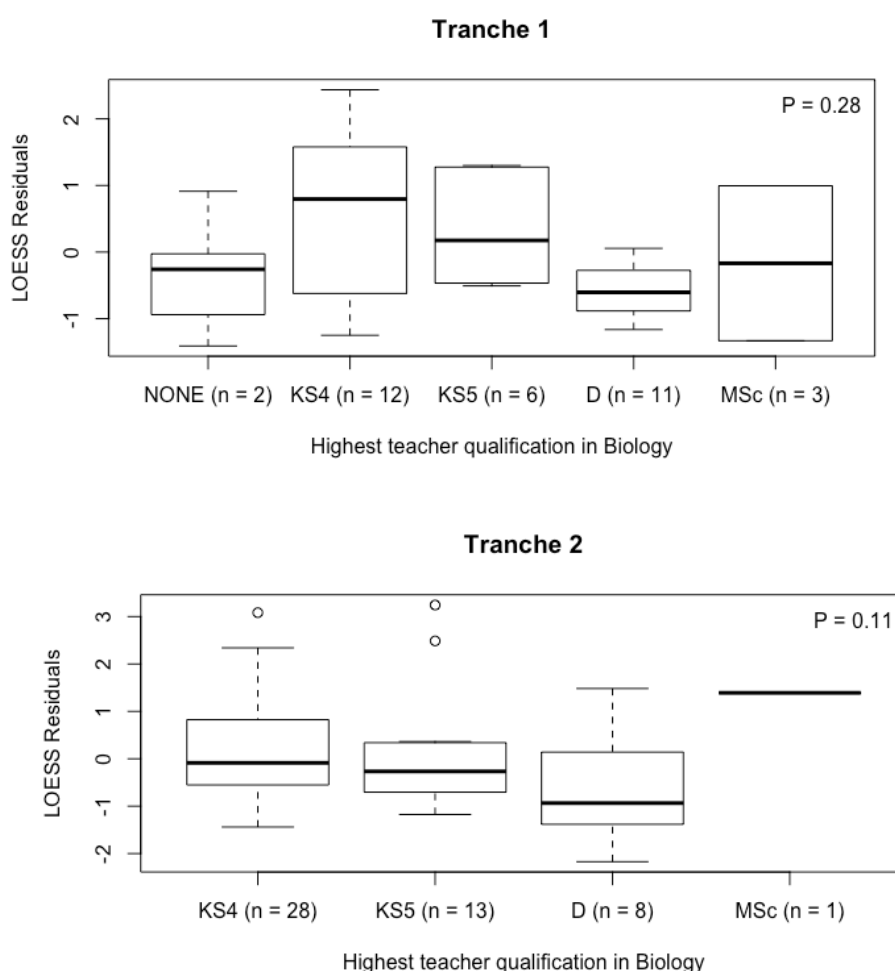 Tranche 1
P = 0.28
LOESS Residuals
2
1
0
-1
NONE (n = 2) KS4 (n = 12) KS5 (n = 6) D (n = 11) MSc (n = 3)
Highest teacher qualification in Biology
Tranche 2
P = 0.11
LOESS Residuals
3
2
1
0
-1
-2
KS4 (n = 28) KS5 (n = 13) D (n = 8) MSc (n = 1)
Highest teacher qualification in Biology